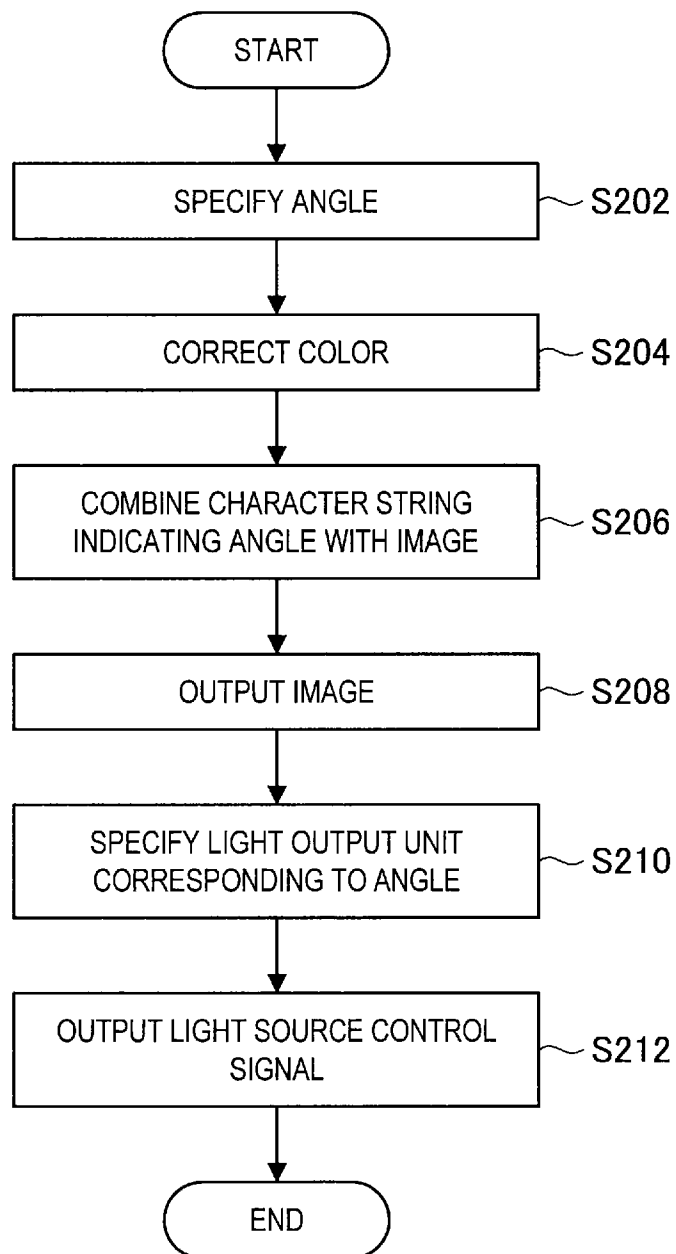 START
SPECIFY ANGLE
S202
CORRECT COLOR
S204
COMBINE CHARACTER STRING
INDICATING ANGLE WITH IMAGE
S206
OUTPUT IMAGE
S208
SPECIFY LIGHT OUTPUT UNIT
CORRESPONDING TO ANGLE
S210
OUTPUT LIGHT SOURCE CONTROL
SIGNAL
S212
END